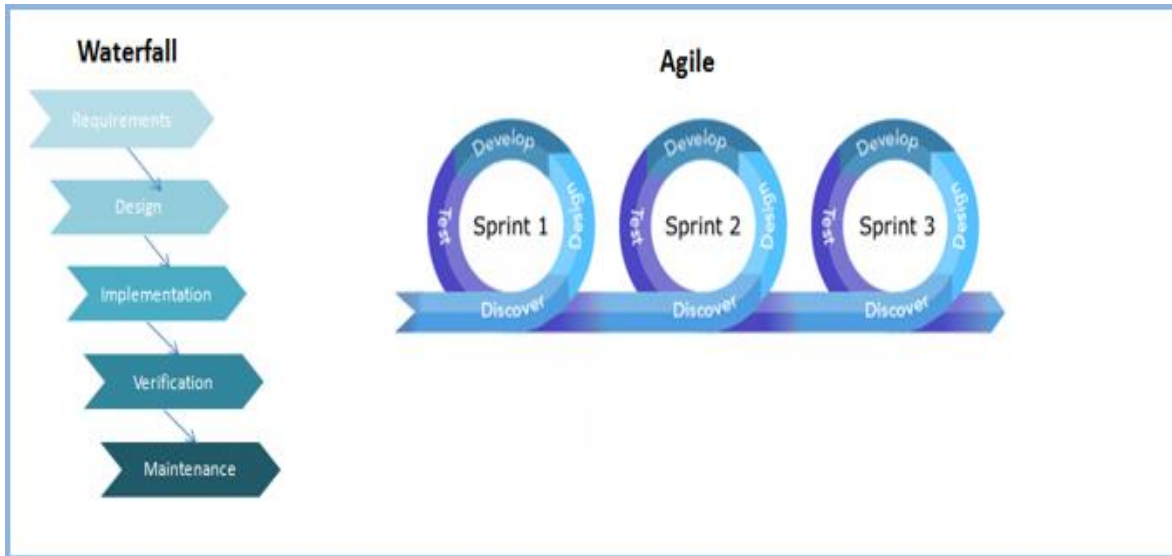 Waterfall
Requirements
Design
Implementation
Verification
Maintenance
Agile
Develop
Design
Test
Sprint 1
Discover
Develop
Design
Test
Sprint 2
Discover
Develop
Design
Test
Sprint 3
Discover